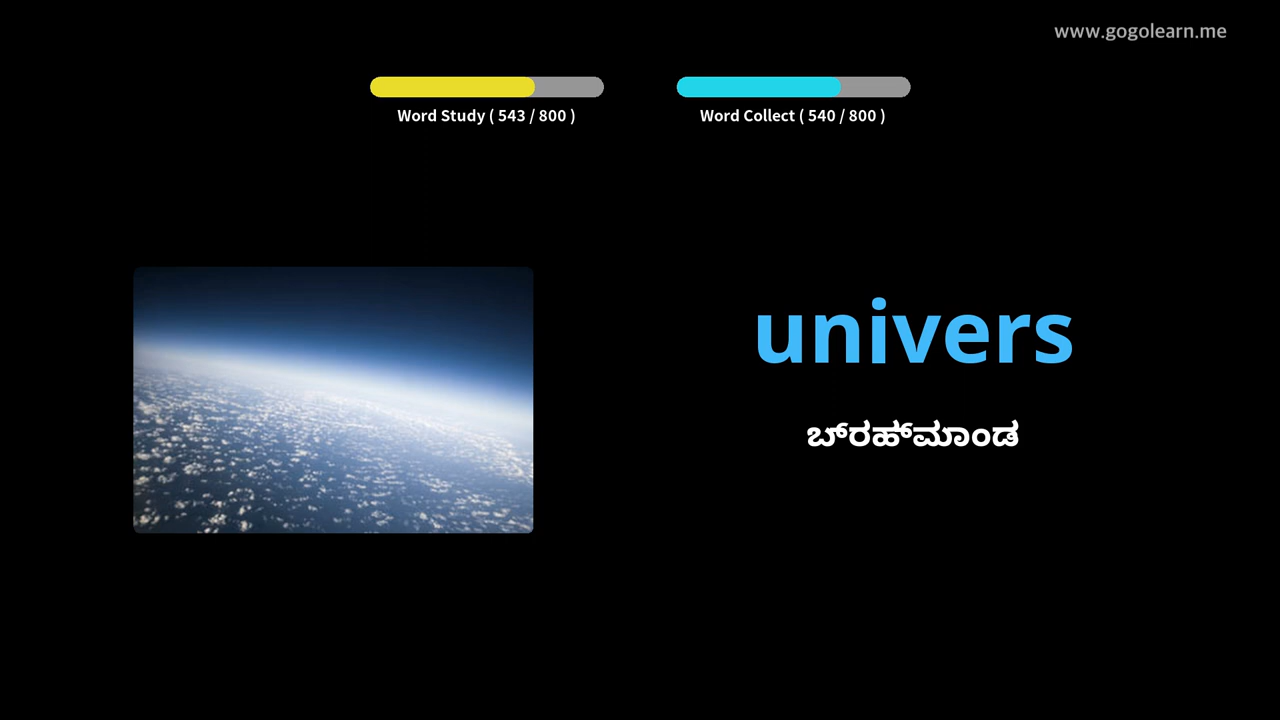 www.gogolearn.me
Word Study ( 543 / 800 )
Word Collect ( 540 / 800 )
univers
ಬ್‌ರಹ್‌ಮಾಂಡ